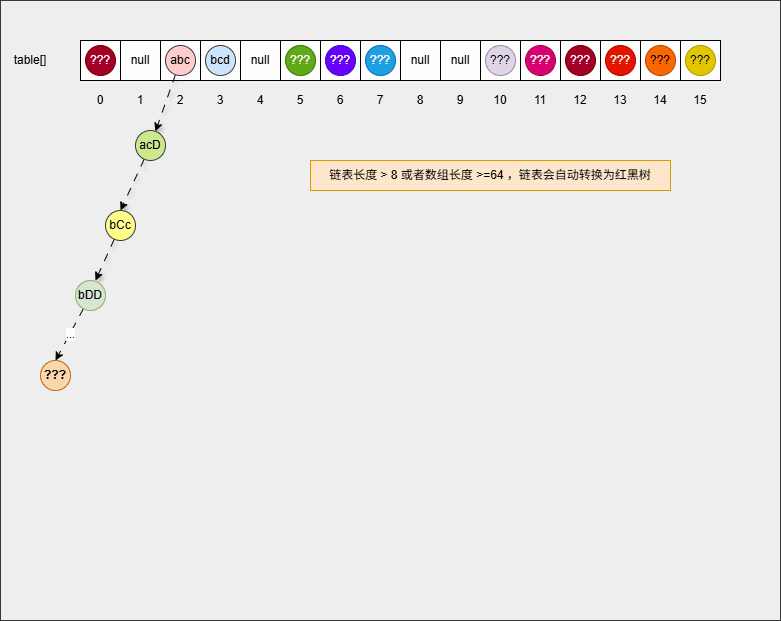 table[] ??? null abc bcd null ??? ??? ??? null null ??? ??? ??? ??? ??? ???
0 1 2 3 4 5 6 7 8 9 10 11 12 13 14 15
acD
链表长度 > 8 或者数组长度 >=64 ，链表会自动转换为红黑树
bCc
bDD
...
???